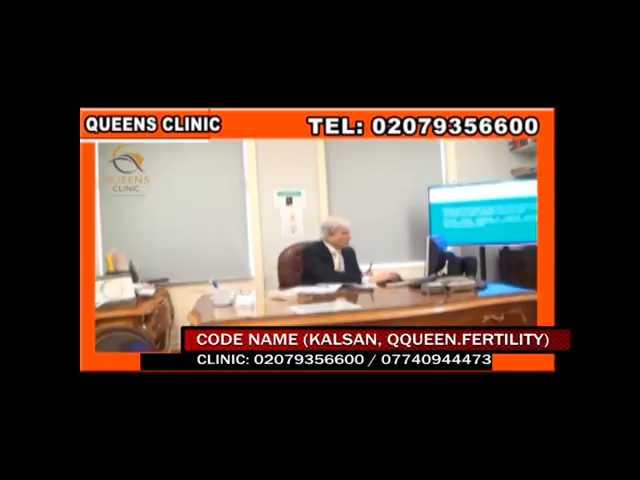 QUEENS CLINIC
TEL: 02079356600
QUEENS
CLINIC
CODE NAME (KALSAN, QQUEEN.FERTILITY)
CLINIC: 02079356600 / 07740944473